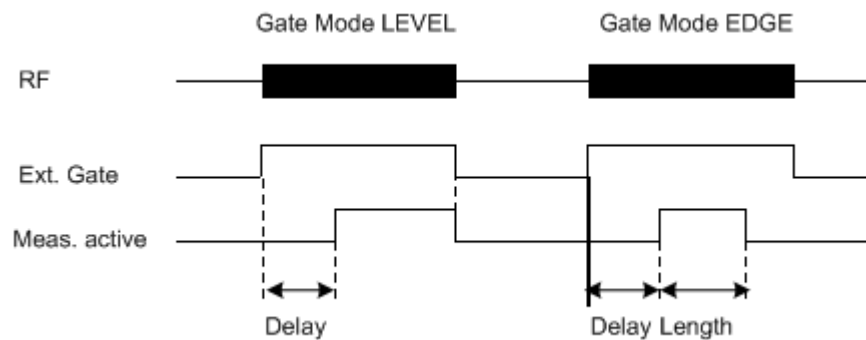 Gate Mode LEVEL
Gate Mode EDGE
RF
Ext. Gate
Meas. active
Delay
Delay Length